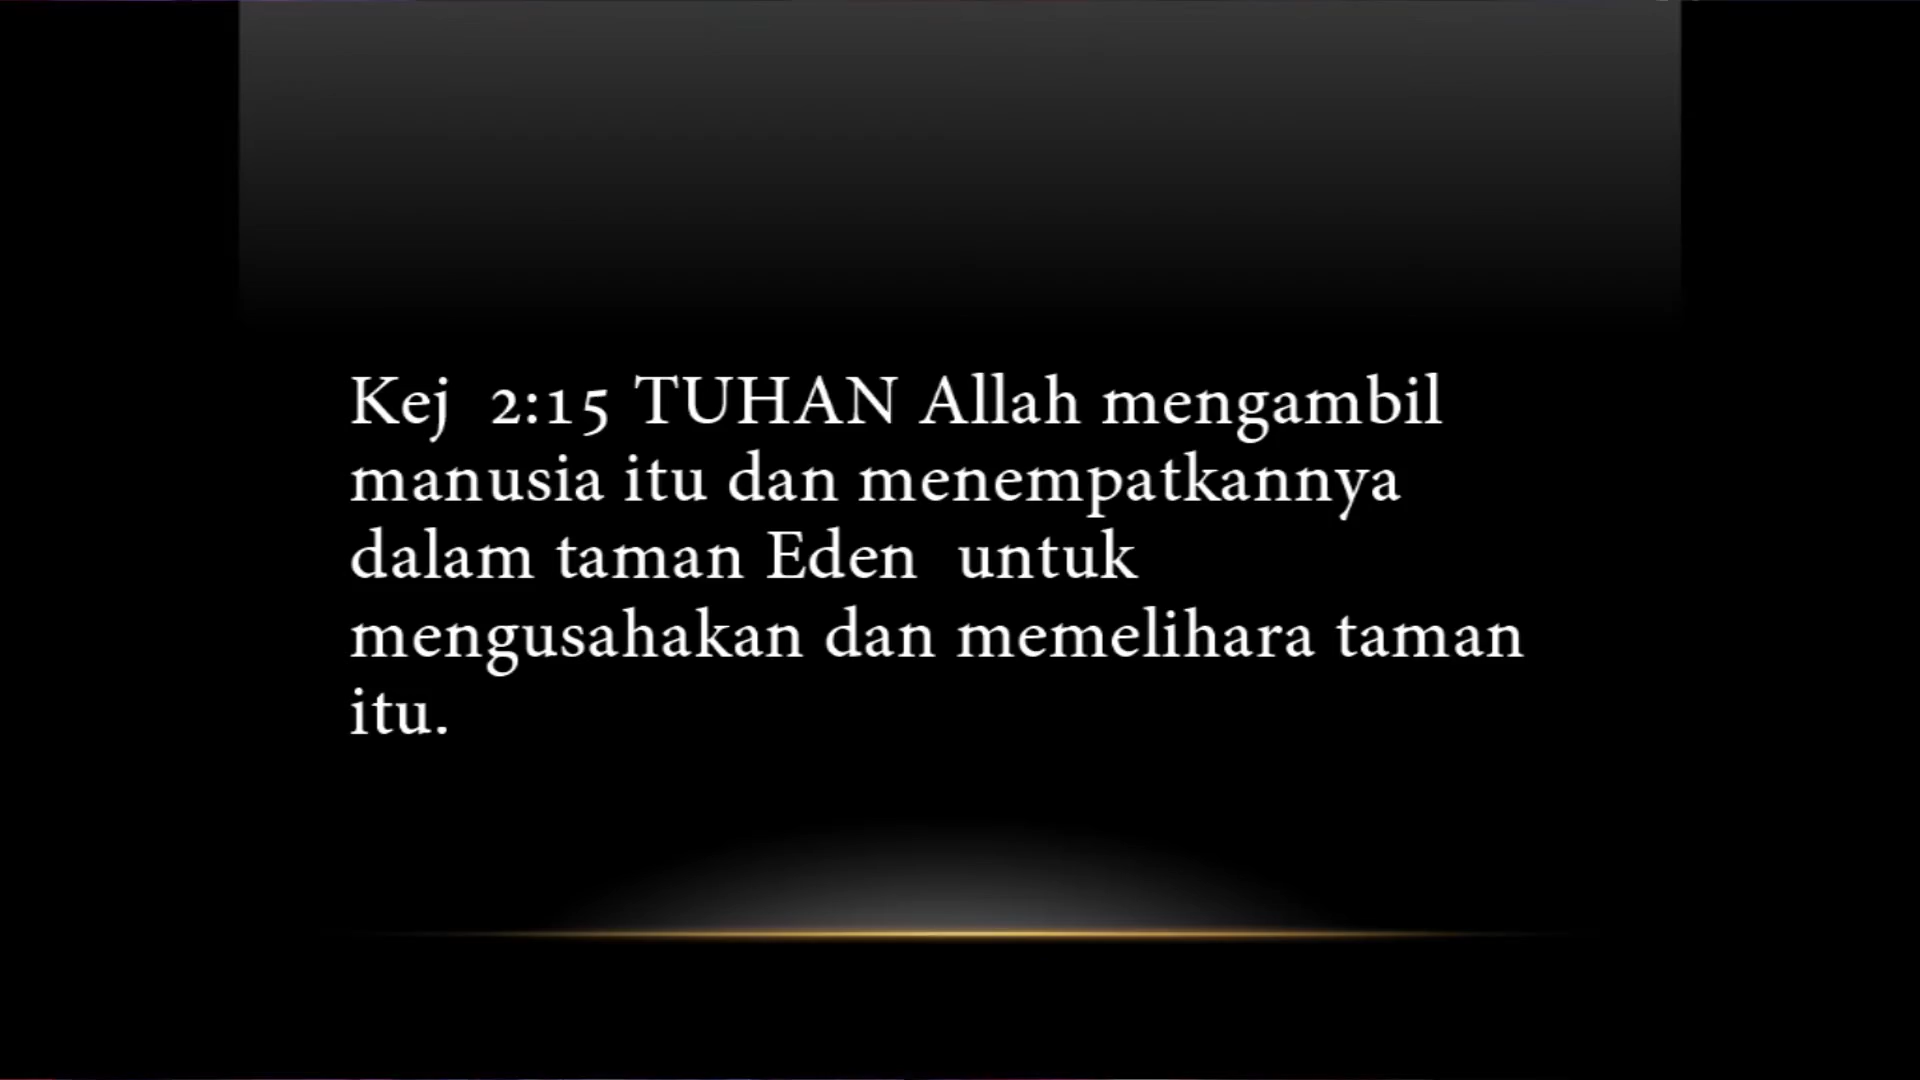 Kej  2:15 TUHAN Allah mengambil
manusia itu dan menempatkannya
dalam taman Eden  untuk
mengusahakan dan memelihara taman
itu.